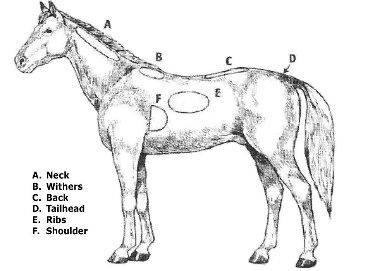 A
B
C
D
F
E
A. Neck
B. Withers
C. Back
D. Tailhead
E. Ribs
F. Shoulder